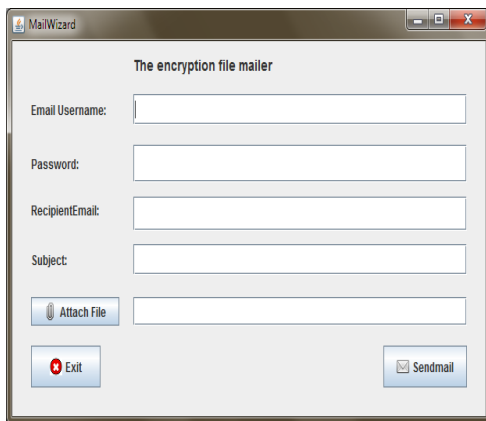 MailWizard
The encryption file mailer
Email Username:
Password:
RecipientEmail:
Subject:
Attach File
Exit
Sendmail